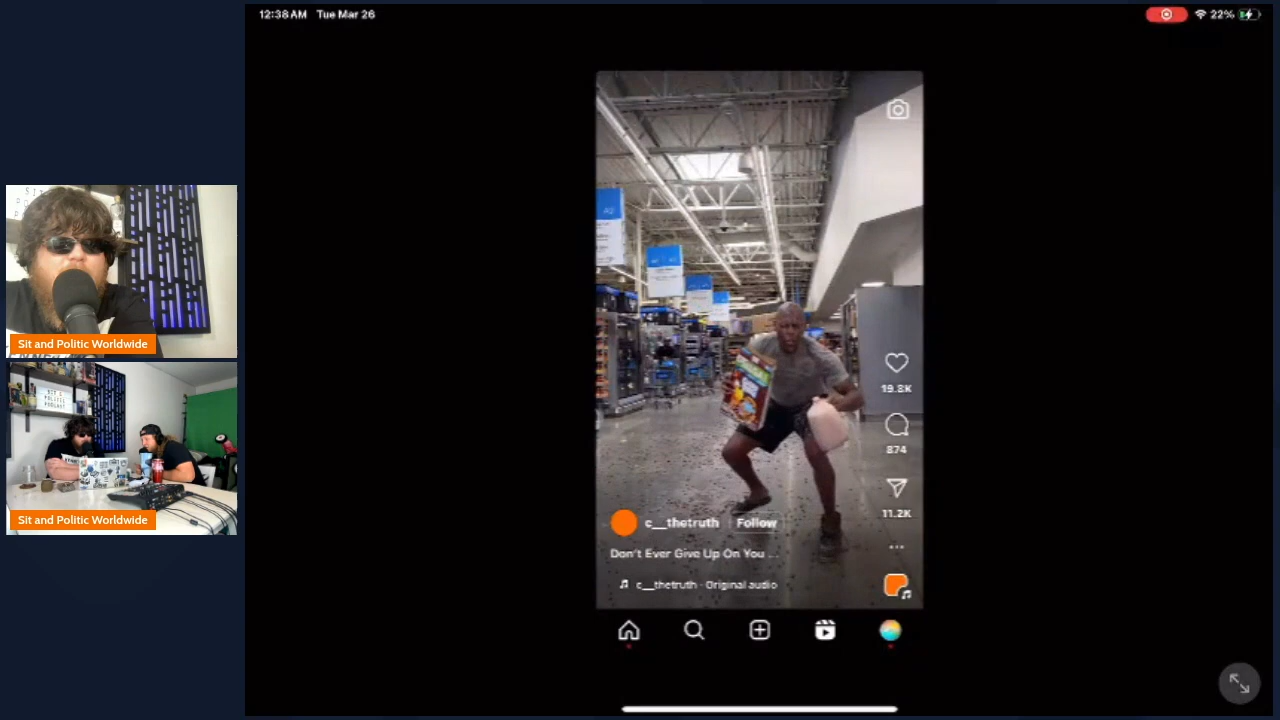 12:38 AM Tue Mar 26
22%
A2
Sit and Politic Worldwide
Sit and Politic Worldwide
19.8K
874
11.2K
c__thetruth Follow
Don't Ever Give Up On You ...
c__thetruth · Original audio